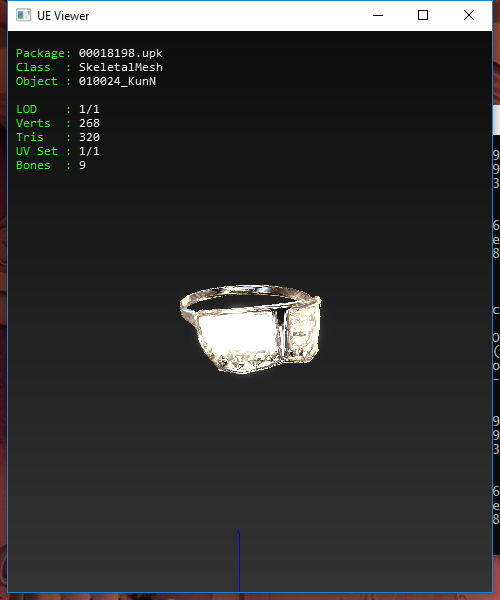 UE Viewer
Package: 00018198.upk
Class : SkeletalMesh
Object : 010024_KunN
LOD : 1/1
Verts : 268
Tris : 320
UV Set : 1/1
Bones : 9